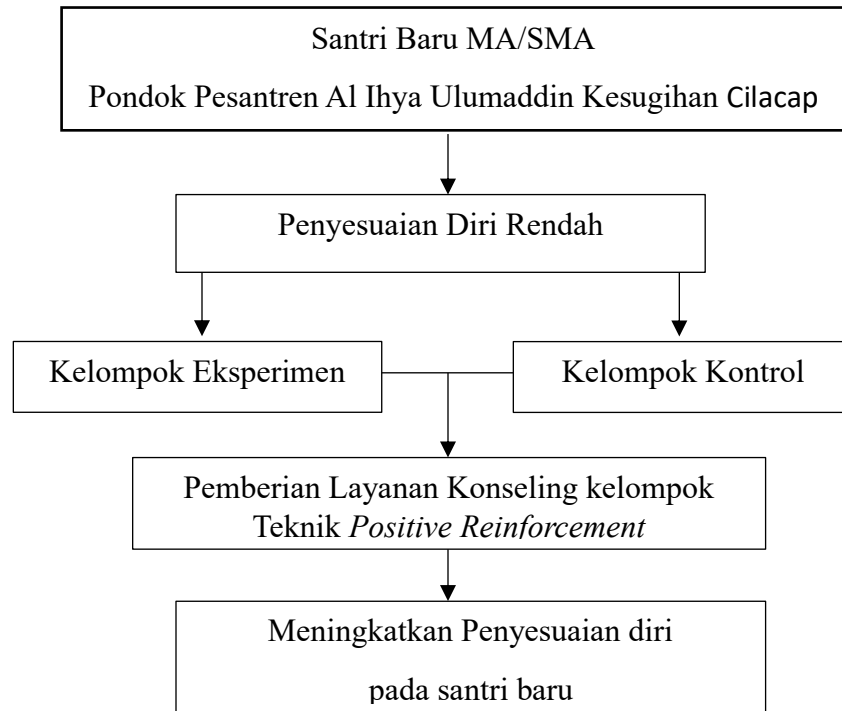 Santri Baru MA/SMA
Pondok Pesantren Al Ihya Ulumaddin Kesugihan Cilacap
Penyesuaian Diri Rendah
Kelompok Eksperimen
Kelompok Kontrol
Pemberian Layanan Konseling kelompok
Teknik Positive Reinforcement
Meningkatkan Penyesuaian diri
pada santri baru